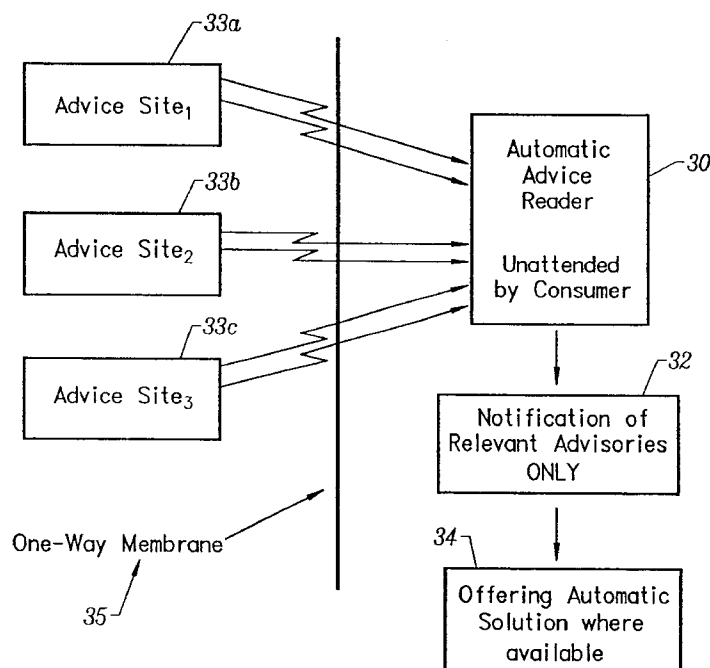 33a
Advice Site1
33b
Advice Site2
33c
Advice Site3
One-Way Membrane
35
30
Automatic
Advice
Reader
Unattended
by Consumer
32
Notification of
Relevant Advisories
ONLY
34
Offering Automatic
Solution where
available